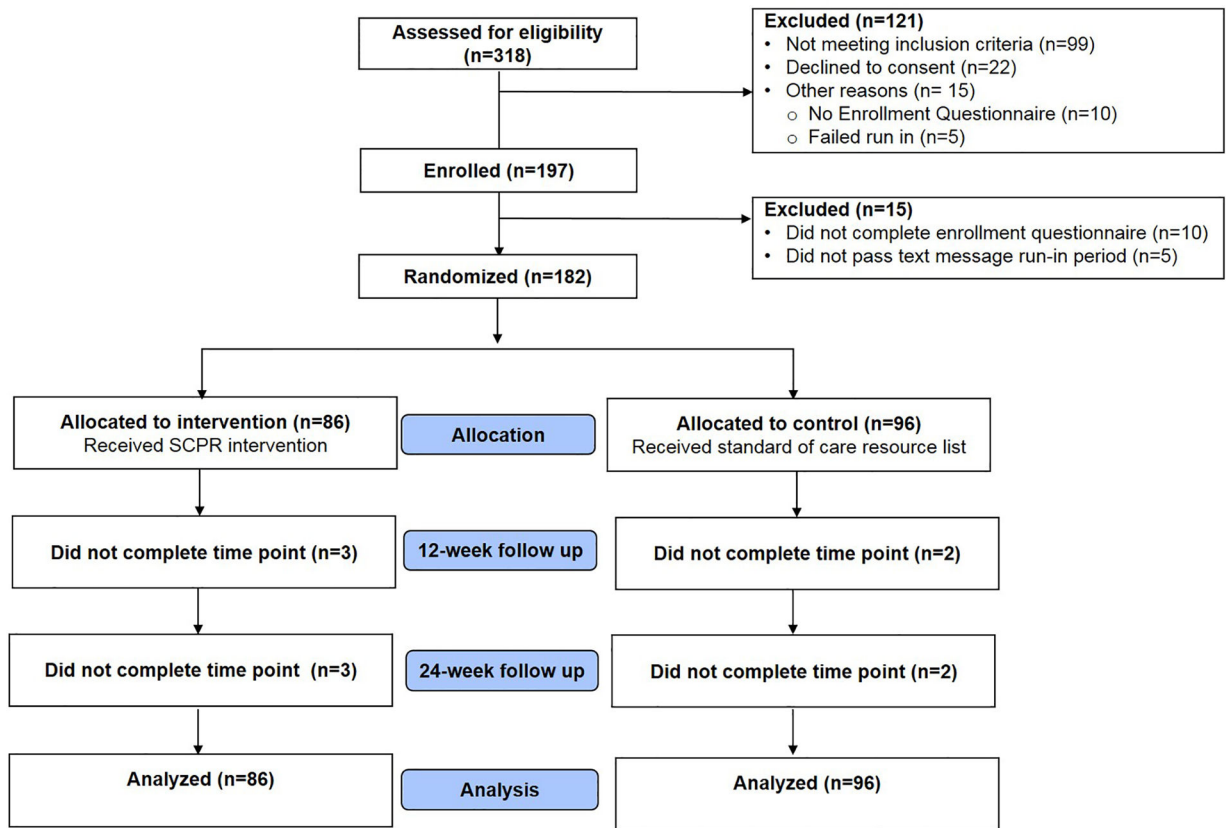 Assessed for eligibility
(n=318)
Excluded (n=121)
• Not meeting inclusion criteria (n=99)
• Declined to consent (n=22)
• Other reasons (n= 15)
o No Enrollment Questionnaire (n=10)
o Failed run in (n=5)
Enrolled (n=197)
Excluded (n=15)
• Did not complete enrollment questionnaire (n=10)
• Did not pass text message run-in period (n=5)
Randomized (n=182)
Allocated to intervention (n=86)
Received SCPR intervention
Allocation
Allocated to control (n=96)
Received standard of care resource list
Did not complete time point (n=3)
12-week follow up
Did not complete time point (n=2)
Did not complete time point  (n=3)
24-week follow up
Did not complete time point (n=2)
Analyzed (n=86)
Analysis
Analyzed (n=96)